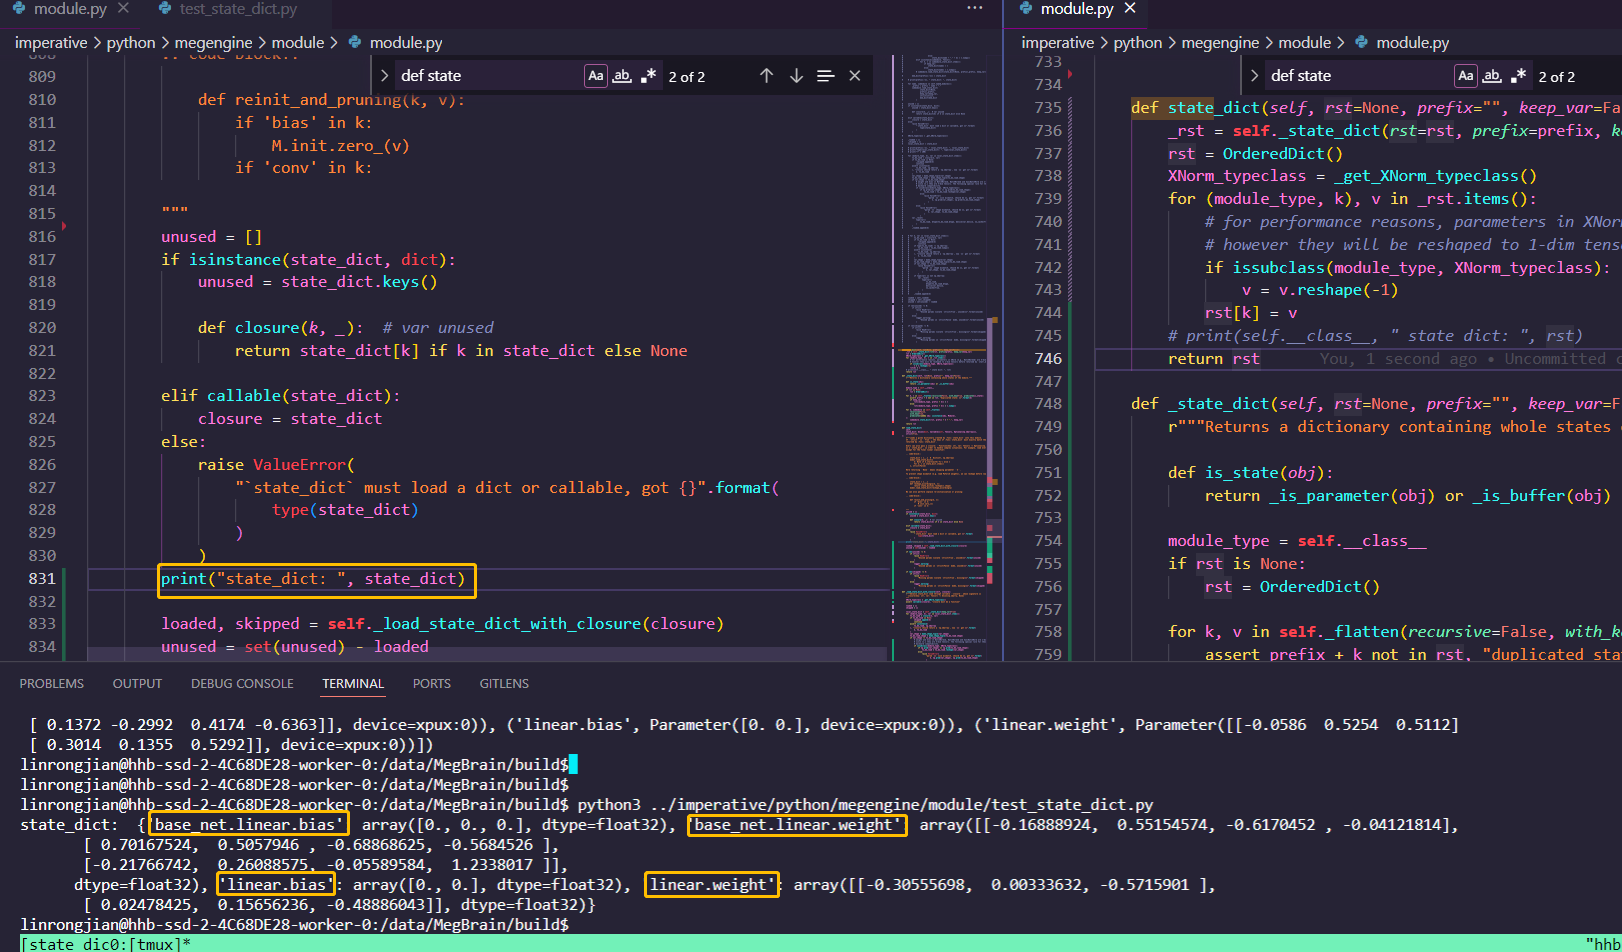 module.py × test_state_dict.py ···
imperative > python > megengine > module > module.py
def state Aa ab .* 2 of 2
809
810 def reinit_and_pruning(k, v):
811 if 'bias' in k:
812 M.init.zero_(v)
813 if 'conv' in k:
814
815 """
816 unused = []
817 if isinstance(state_dict, dict):
818 unused = state_dict.keys()
819
820 def closure(k, _): # var unused
821 return state_dict[k] if k in state_dict else None
822
823 elif callable(state_dict):
824 closure = state_dict
825 else:
826 raise ValueError(
827 "`state_dict` must load a dict or callable, got {}".format(
828 type(state_dict)
829 )
830 )
831 print("state_dict: ", state_dict)
832
833 loaded, skipped = self._load_state_dict_with_closure(closure)
834 unused = set(unused) - loaded
module.py ×
imperative > python > megengine > module > module.py
def state Aa ab .* 2 of 2
733
734
735 def state_dict(self, rst=None, prefix="", keep_var=Fa
736 _rst = self._state_dict(rst=rst, prefix=prefix, k
737 rst = OrderedDict()
738 XNorm_typeclass = _get_XNorm_typeclass()
739 for (module_type, k), v in _rst.items():
740 # for performance reasons, parameters in XNor
741 # however they will be reshaped to 1-dim tens
742 if issubclass(module_type, XNorm_typeclass):
743 v = v.reshape(-1)
744 rst[k] = v
745 # print(self.__class__, " state dict: ", rst)
746 return rst You, 1 second ago • Uncommitted c
747
748 def _state_dict(self, rst=None, prefix="", keep_var=F
749 r"""Returns a dictionary containing whole states
750
751 def is_state(obj):
752 return _is_parameter(obj) or _is_buffer(obj)
753
754 module_type = self.__class__
755 if rst is None:
756 rst = OrderedDict()
757
758 for k, v in self._flatten(recursive=False, with_k
759 assert prefix + k not in rst, "duplicated sta
PROBLEMS OUTPUT DEBUG CONSOLE TERMINAL PORTS GITLENS
[ 0.1372 -0.2992 0.4174 -0.6363]], device=xpux:0)), ('linear.bias', Parameter([0. 0.], device=xpux:0)), ('linear.weight', Parameter([[-0.0586 0.5254 0.5112]
[ 0.3014 0.1355 0.5292]], device=xpux:0))])
linrongjian@hhb-ssd-2-4C68DE28-worker-0:/data/MegBrain/build$
linrongjian@hhb-ssd-2-4C68DE28-worker-0:/data/MegBrain/build$
linrongjian@hhb-ssd-2-4C68DE28-worker-0:/data/MegBrain/build$ python3 ../imperative/python/megengine/module/test_state_dict.py
state_dict: {'base_net.linear.bias' array([0., 0., 0.], dtype=float32), 'base_net.linear.weight': array([[-0.16888924, 0.55154574, -0.6170452 , -0.04121814],
[ 0.70167524, 0.5057946 , -0.68868625, -0.5684526 ],
[-0.21766742, 0.26088575, -0.05589584, 1.2338017 ]],
dtype=float32), 'linear.bias': array([0., 0.], dtype=float32), linear.weight': array([[-0.30555698, 0.00333632, -0.5715901 ],
[ 0.02478425, 0.15656236, -0.48886043]], dtype=float32)}
linrongjian@hhb-ssd-2-4C68DE28-worker-0:/data/MegBrain/build$
[state_dic0:[tmux]* "hhb